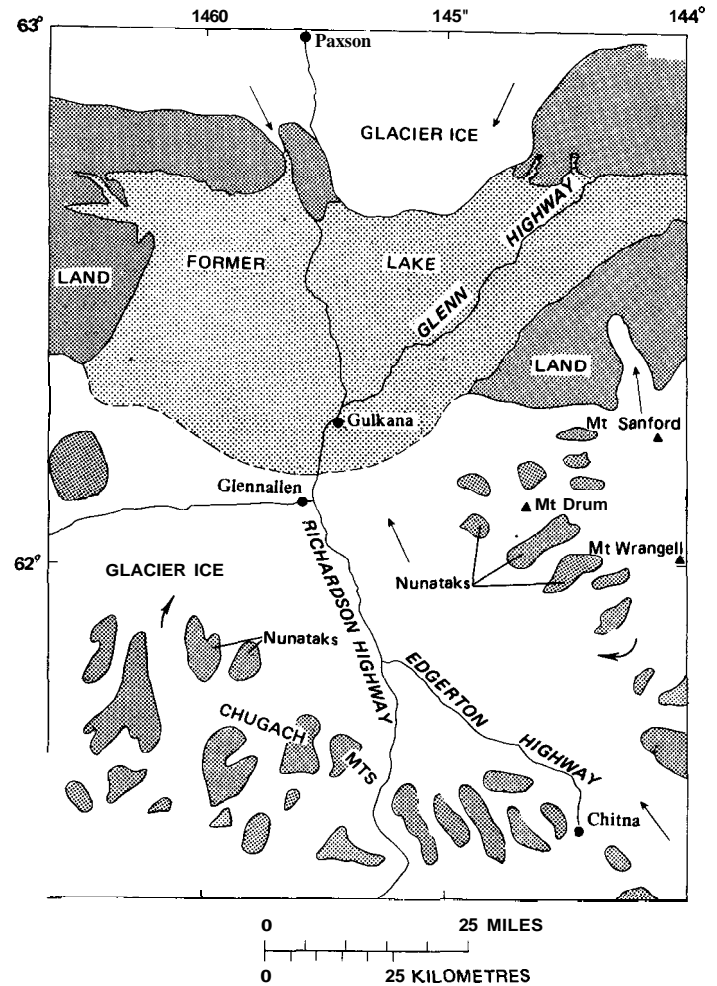 63° 1460 145" 144°
Paxson
GLACIER ICE
HIGHWAY
FORMER LAKE
LAND
GLENN
LAND
Gulkana
Mt Sanford
Glennallen
Mt Drum
62°
Mt Wrangell
GLACIER ICE
RICHARDSON HIGHWAY
Nunataks
Nunataks
EDGERTON HIGHWAY
CHUGACH MTS
Chitna
0 25 MILES
0 25 KILOMETRES